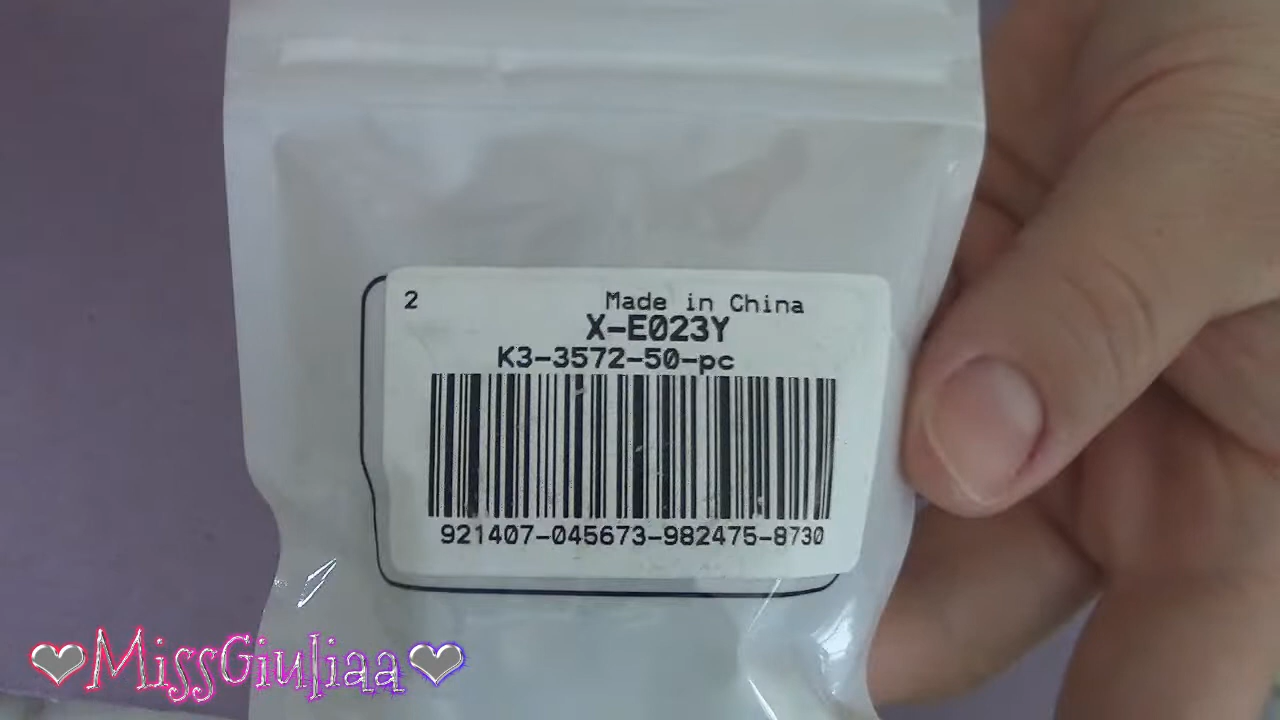 2
Made in China
X-E023Y
K3-3572-50-pc
921407-045673-982475-8730
❤MissGiuliaa❤